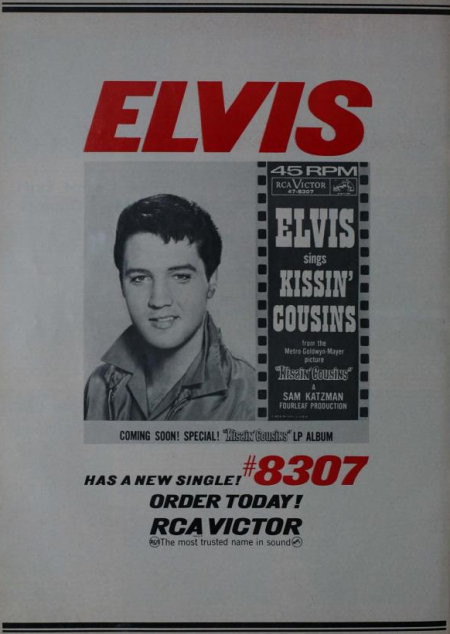 ELVIS
45 RPM
RCA VICTOR
47-8307
ELVIS
sings
KISSIN'
COUSINS
from the
Metro-Goldwyn-Mayer
picture
"Kissin' Cousins"
A
SAM KATZMAN
FOURLEAF PRODUCTION
COMING SOON! SPECIAL! "Kissin' Cousins" LP ALBUM
HAS A NEW SINGLE! #8307
ORDER TODAY!
RCA VICTOR
The most trusted name in sound